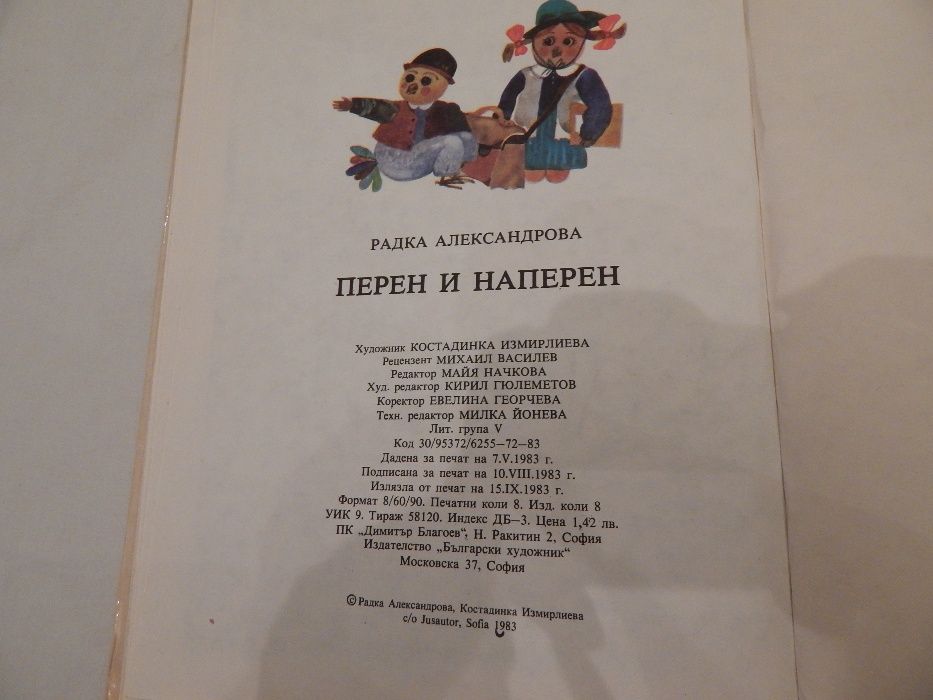 РАДКА АЛЕКСАНДРОВА
ПЕРЕН И НАПЕРЕН
Художник КОСТАДИНКА ИЗМИРЛИЕВА
Рецензент МИХАИЛ ВАСИЛЕВ
Редактор МАЙЯ НАЧКОВА
Худ. редактор КИРИЛ ГЮЛЕМЕТОВ
Коректор ЕВЕЛИНА ГЕОРЧЕВА
Техн. редактор МИЛКА ЙОНЕВА
Лит. група V
Код 30/95372/6255—72—83
Дадена за печат на 7.V.1983 г.
Подписана за печат на 10.VIII.1983 г.
Излязла от печат на 15.IX.1983 г.
Формат 8/60/90. Печатни коли 8. Изд. коли 8
УИК 9. Тираж 58120. Индекс ДБ—3. Цена 1,42 лв.
ПК „Димитър Благоев“, Н. Ракитин 2, София
Издателство „Български художник“
Московска 37, София
© Радка Александрова, Костадинка Измирлиева
c/o Jusautor, Sofia 1983